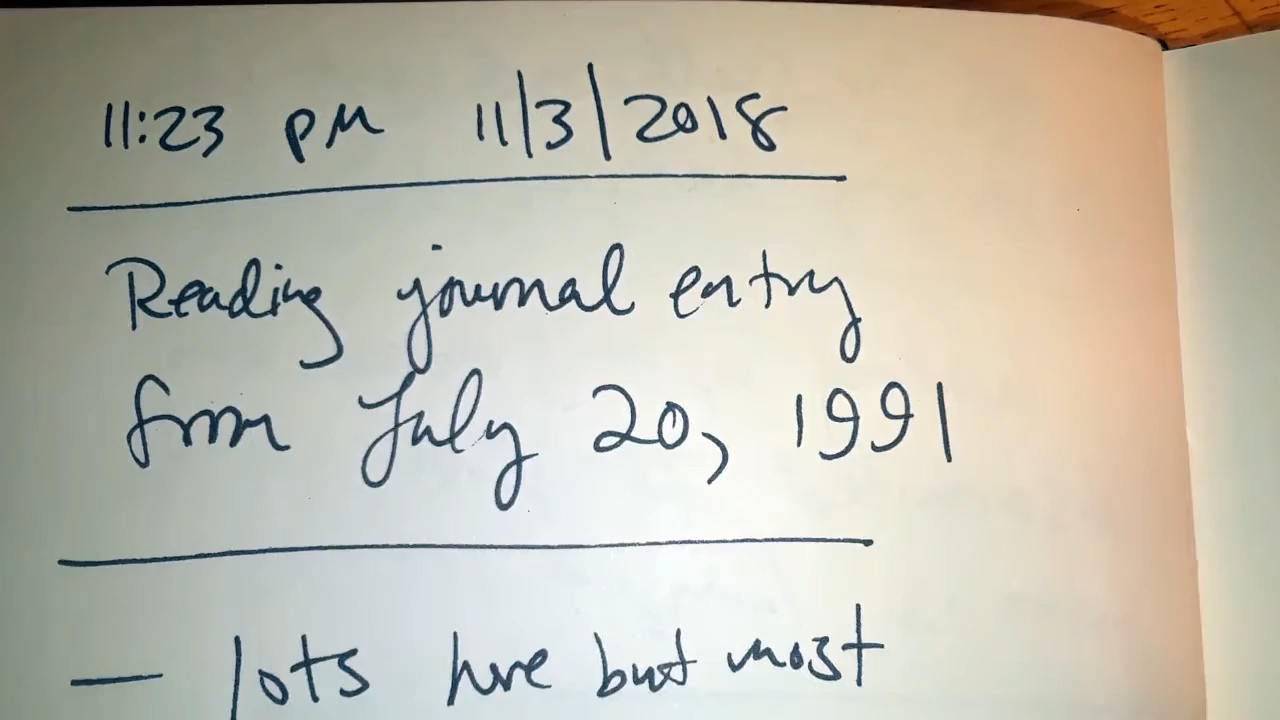 11:23 pm 11/3/2018
Reading journal entry
from July 20, 1991
— lots here but most